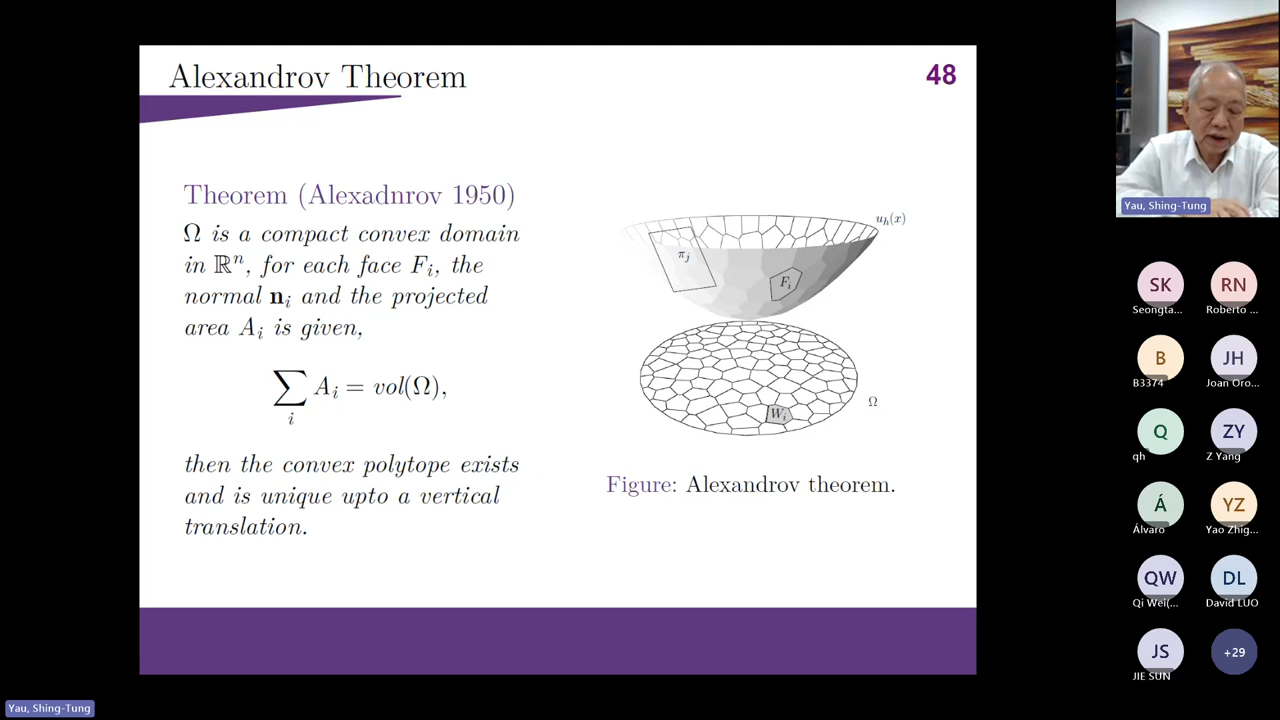 Alexandrov Theorem
48
Theorem (Alexadnrov 1950)
Ω is a compact convex domain
in ℝⁿ, for each face Fᵢ, the
normal nᵢ and the projected
area Aᵢ is given,
∑ᵢ Aᵢ = vol(Ω),
then the convex polytope exists
and is unique upto a vertical
translation.
uₕ(x)
πⱼ
Fᵢ
Ω
Wᵢ
Figure: Alexandrov theorem.
Yau, Shing-Tung
SK
Seongta...
RN
Roberto ...
B
B3374
JH
Joan Oro...
Q
qh
ZY
Z Yang
Á
Álvaro
YZ
Yao Zhig...
QW
Qi Wei(...
DL
David LUO
JS
JIE SUN
+29
Yau, Shing-Tung